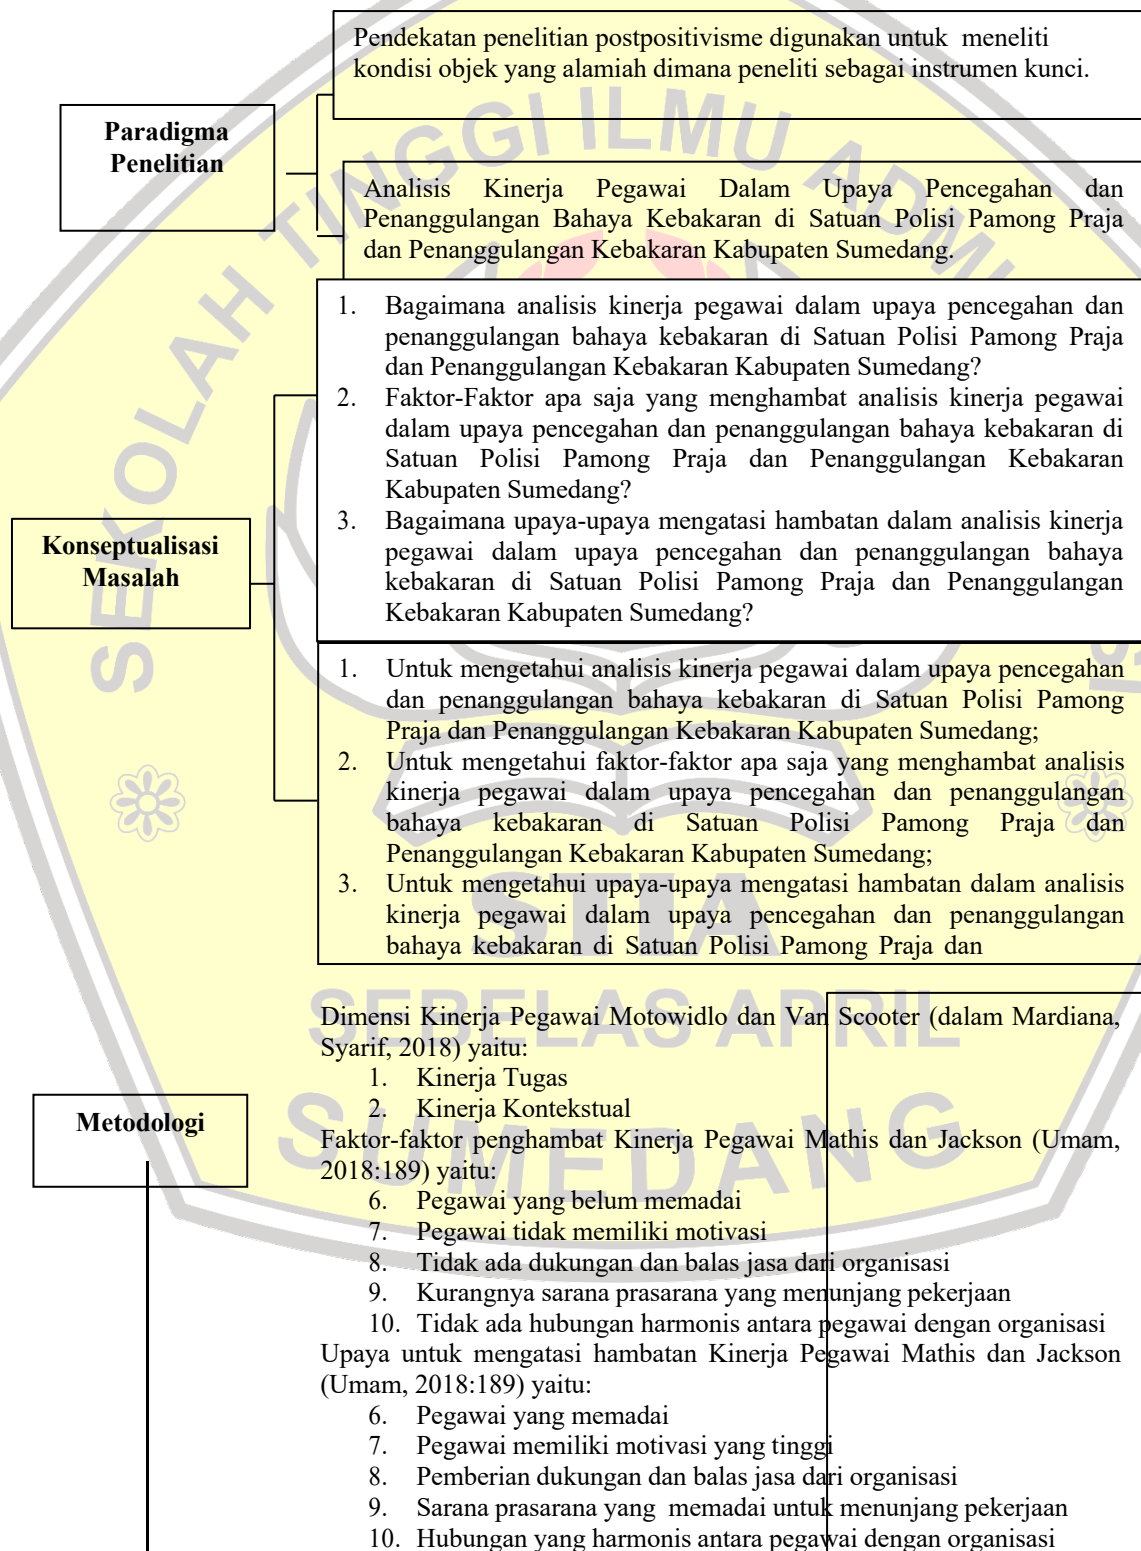 Pendekatan penelitian postpositivisme digunakan untuk meneliti
kondisi objek yang alamiah dimana peneliti sebagai instrumen kunci.
Paradigma
Penelitian
Analisis Kinerja Pegawai Dalam Upaya Pencegahan dan
Penanggulangan Bahaya Kebakaran di Satuan Polisi Pamong Praja
dan Penanggulangan Kebakaran Kabupaten Sumedang.
1. Bagaimana analisis kinerja pegawai dalam upaya pencegahan dan
penanggulangan bahaya kebakaran di Satuan Polisi Pamong Praja
dan Penanggulangan Kebakaran Kabupaten Sumedang?
2. Faktor-Faktor apa saja yang menghambat analisis kinerja pegawai
dalam upaya pencegahan dan penanggulangan bahaya kebakaran di
Satuan Polisi Pamong Praja dan Penanggulangan Kebakaran
Kabupaten Sumedang?
3. Bagaimana upaya-upaya mengatasi hambatan dalam analisis kinerja
pegawai dalam upaya pencegahan dan penanggulangan bahaya
kebakaran di Satuan Polisi Pamong Praja dan Penanggulangan
Kebakaran Kabupaten Sumedang?
Konseptualisasi
Masalah
1. Untuk mengetahui analisis kinerja pegawai dalam upaya pencegahan
dan penanggulangan bahaya kebakaran di Satuan Polisi Pamong
Praja dan Penanggulangan Kebakaran Kabupaten Sumedang;
2. Untuk mengetahui faktor-faktor apa saja yang menghambat analisis
kinerja pegawai dalam upaya pencegahan dan penanggulangan
bahaya kebakaran di Satuan Polisi Pamong Praja dan
Penanggulangan Kebakaran Kabupaten Sumedang;
3. Untuk mengetahui upaya-upaya mengatasi hambatan dalam analisis
kinerja pegawai dalam upaya pencegahan dan penanggulangan
bahaya kebakaran di Satuan Polisi Pamong Praja dan
Metodologi
Dimensi Kinerja Pegawai Motowidlo dan Van Scooter (dalam Mardiana,
Syarif, 2018) yaitu:
1. Kinerja Tugas
2. Kinerja Kontekstual
Faktor-faktor penghambat Kinerja Pegawai Mathis dan Jackson (Umam,
2018:189) yaitu:
6. Pegawai yang belum memadai
7. Pegawai tidak memiliki motivasi
8. Tidak ada dukungan dan balas jasa dari organisasi
9. Kurangnya sarana prasarana yang menunjang pekerjaan
10. Tidak ada hubungan harmonis antara pegawai dengan organisasi
Upaya untuk mengatasi hambatan Kinerja Pegawai Mathis dan Jackson
(Umam, 2018:189) yaitu:
6. Pegawai yang memadai
7. Pegawai memiliki motivasi yang tinggi
8. Pemberian dukungan dan balas jasa dari organisasi
9. Sarana prasarana yang memadai untuk menunjang pekerjaan
10. Hubungan yang harmonis antara pegawai dengan organisasi
SEKOLAH TINGGI ILMU
STIA
SEBELAS APRIL
SUMEDANG